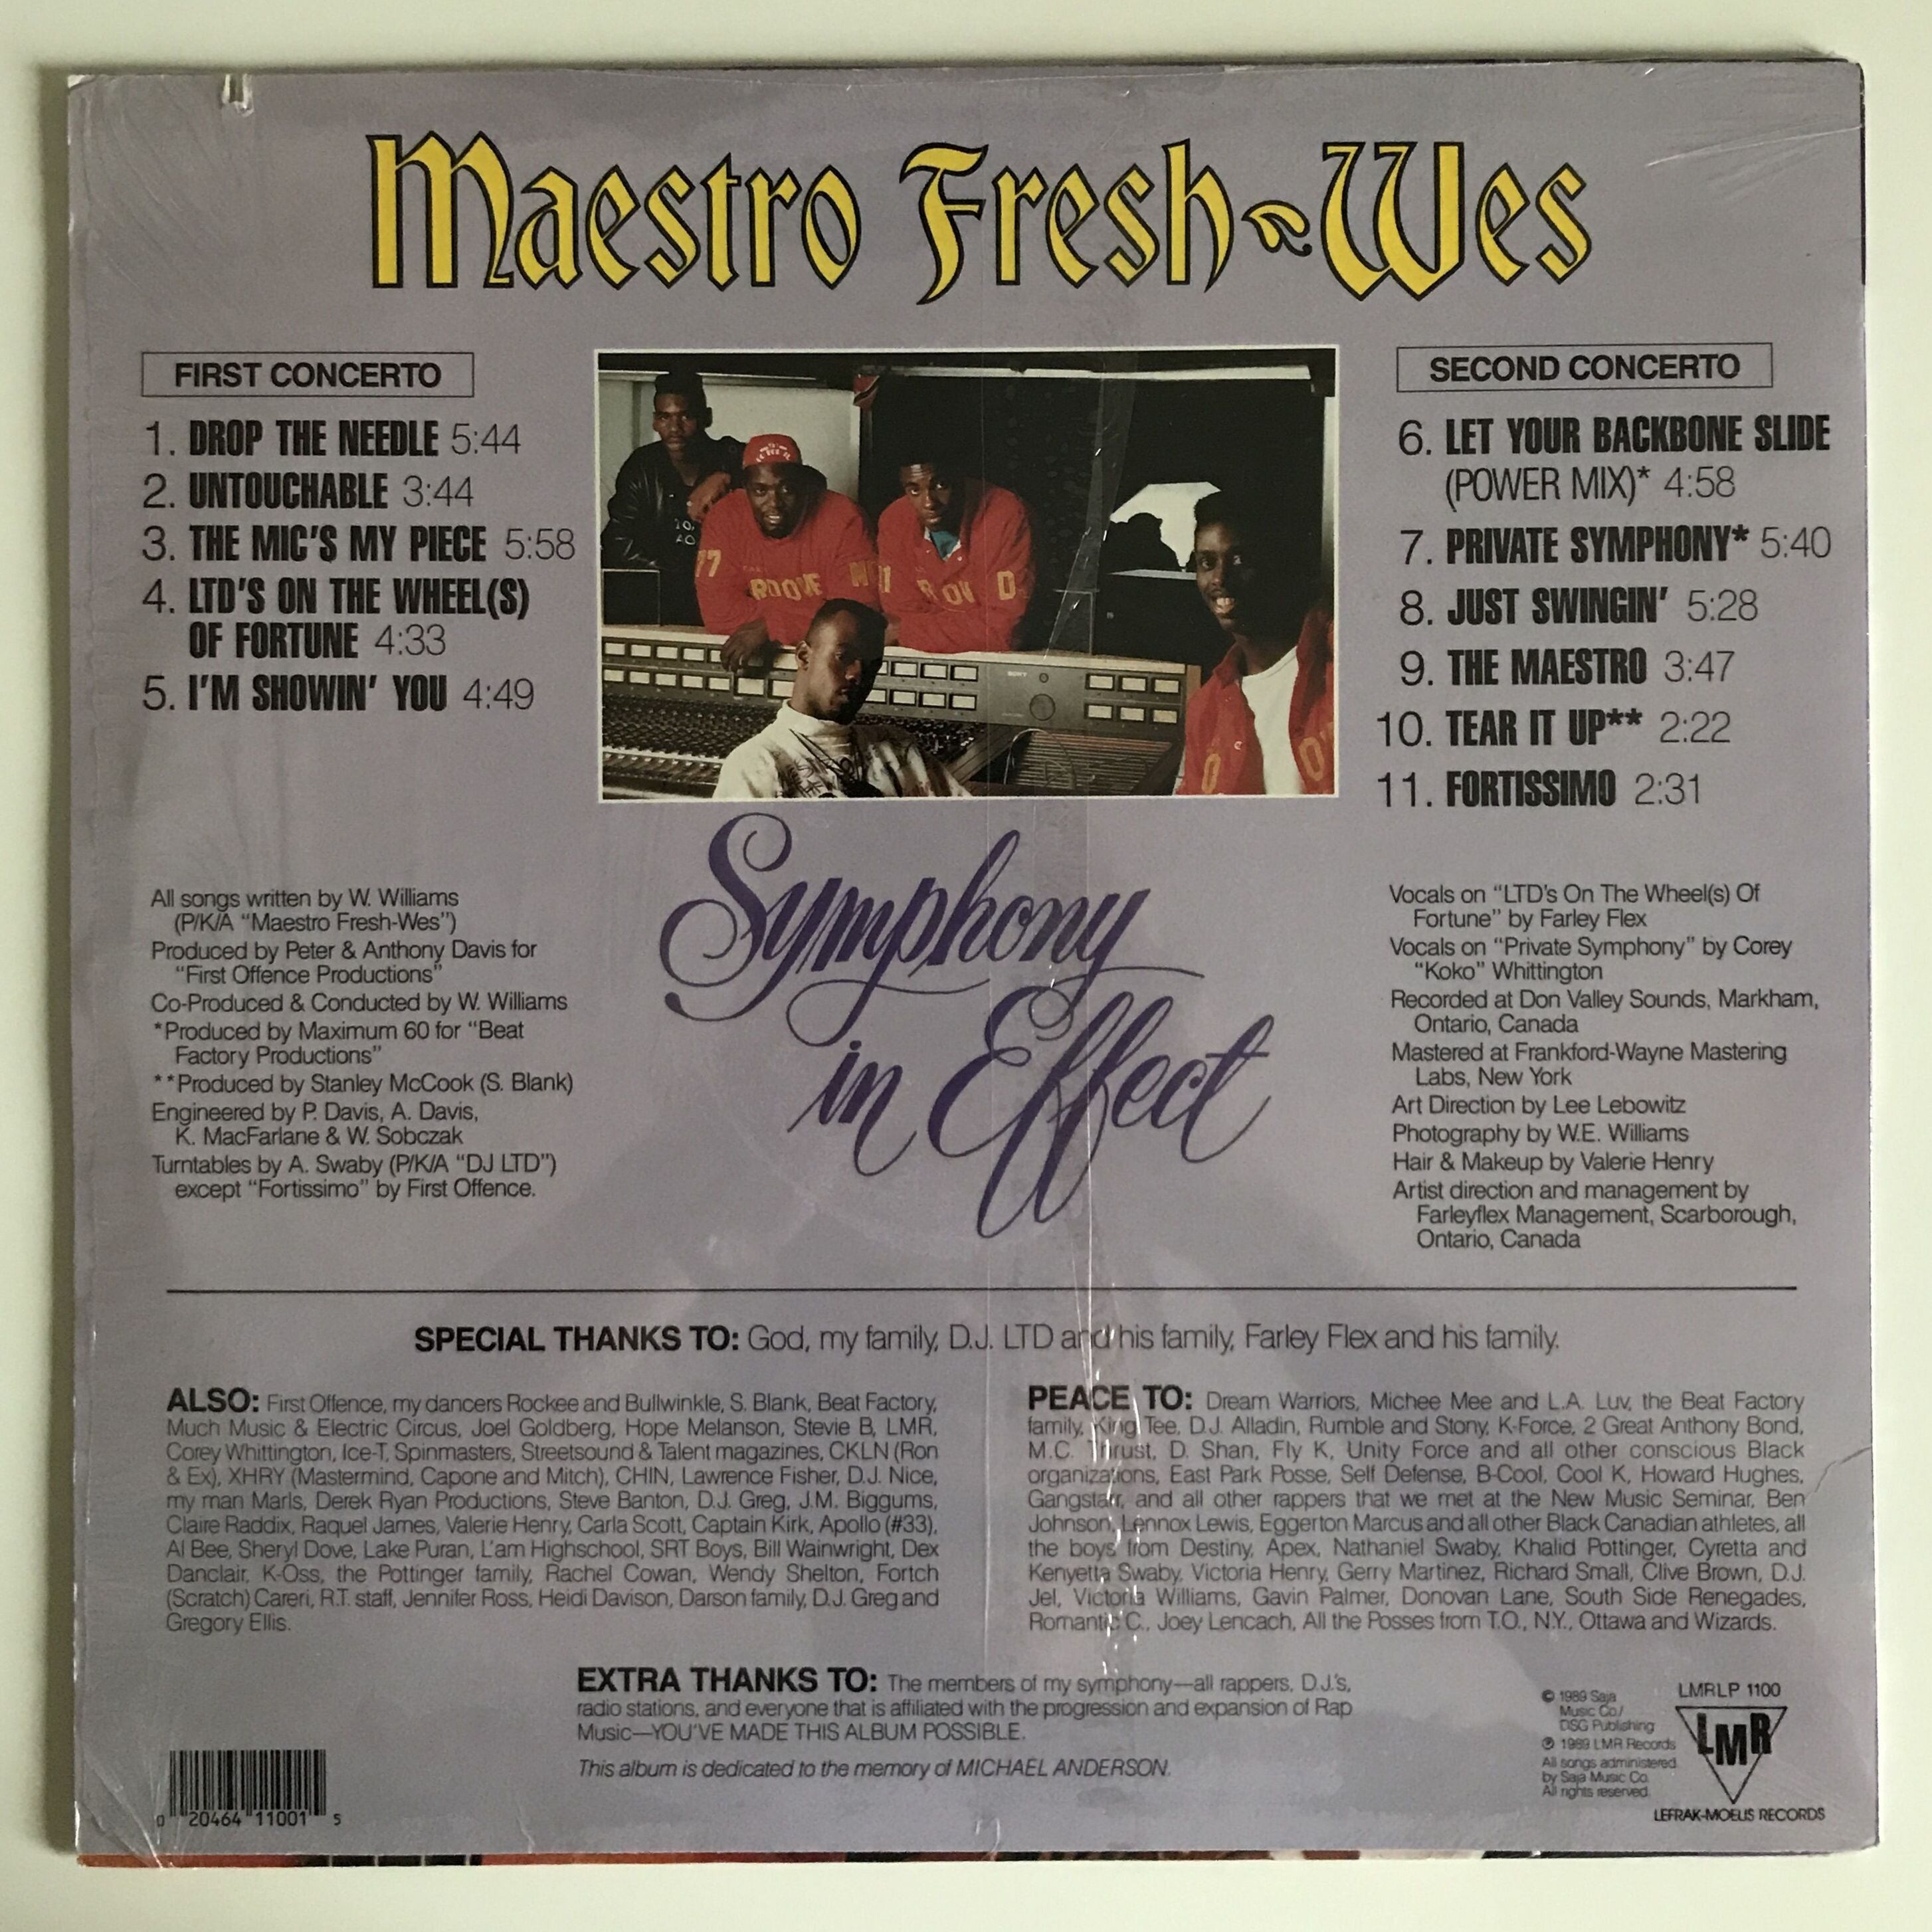 Maestro Fresh-Wes
FIRST CONCERTO
1. DROP THE NEEDLE 5:44
2. UNTOUCHABLE 3:44
3. THE MIC'S MY PIECE 5:58
4. LTD'S ON THE WHEEL(S)
OF FORTUNE 4:33
5. I'M SHOWIN' YOU 4:49
SECOND CONCERTO
6. LET YOUR BACKBONE SLIDE
(POWER MIX)* 4:58
7. PRIVATE SYMPHONY* 5:40
8. JUST SWINGIN' 5:28
9. THE MAESTRO 3:47
10. TEAR IT UP** 2:22
11. FORTISSIMO 2:31
SONY
Symphony
in Effect
All songs written by W. Williams
(P/K/A “Maestro Fresh-Wes”)
Produced by Peter & Anthony Davis for
“First Offence Productions”
Co-Produced & Conducted by W. Williams
*Produced by Maximum 60 for “Beat
Factory Productions”
**Produced by Stanley McCook (S. Blank)
Engineered by P. Davis, A. Davis,
K. MacFarlane & W. Sobczak
Turntables by A. Swaby (P/K/A “DJ LTD”)
except “Fortissimo” by First Offence.
Vocals on “LTD's On The Wheel(s) Of
Fortune” by Farley Flex
Vocals on “Private Symphony” by Corey
“Koko” Whittington
Recorded at Don Valley Sounds, Markham,
Ontario, Canada
Mastered at Frankford-Wayne Mastering
Labs, New York
Art Direction by Lee Lebowitz
Photography by W.E. Williams
Hair & Makeup by Valerie Henry
Artist direction and management by
Farleyflex Management, Scarborough,
Ontario, Canada
SPECIAL THANKS TO: God, my family, D.J. LTD and his family, Farley Flex and his family.
ALSO: First Offence, my dancers Rockee and Bullwinkle, S. Blank, Beat Factory,
Much Music & Electric Circus, Joel Goldberg, Hope Melanson, Stevie B, LMR,
Corey Whittington, Ice-T, Spinmasters, Streetsound & Talent magazines, CKLN (Ron
& Ex), XHRY (Mastermind, Capone and Mitch), CHIN, Lawrence Fisher, D.J. Nice,
my man Marls, Derek Ryan Productions, Steve Banton, D.J. Greg, J.M. Biggums,
Claire Raddix, Raquel James, Valerie Henry, Carla Scott, Captain Kirk, Apollo (#33),
Al Bee, Sheryl Dove, Lake Puran, L'am Highschool, SRT Boys, Bill Wainwright, Dex
Danclair, K-Oss, the Pottinger family, Rachel Cowan, Wendy Shelton, Fortch
(Scratch) Careri, R.T. staff, Jennifer Ross, Heidi Davison, Darson family, D.J. Greg and
Gregory Ellis.
PEACE TO: Dream Warriors, Michee Mee and L.A. Luv, the Beat Factory
family, King Tee, D.J. Alladin, Rumble and Stony, K-Force, 2 Great Anthony Bond,
M.C. Thrust, D. Shan, Fly K, Unity Force and all other conscious Black
organizations, East Park Posse, Self Defense, B-Cool, Cool K, Howard Hughes,
Gangstarr, and all other rappers that we met at the New Music Seminar, Ben
Johnson, Lennox Lewis, Eggerton Marcus and all other Black Canadian athletes, all
the boys from Destiny, Apex, Nathaniel Swaby, Khalid Pottinger, Cyretta and
Kenyetta Swaby, Victoria Henry, Gerry Martinez, Richard Small, Clive Brown, D.J.
Jel, Victoria Williams, Gavin Palmer, Donovan Lane, South Side Renegades,
Romantic C., Joey Lencach, All the Posses from T.O., N.Y., Ottawa and Wizards.
EXTRA THANKS TO: The members of my symphony—all rappers, D.J.'s,
radio stations, and everyone that is affiliated with the progression and expansion of Rap
Music—YOU'VE MADE THIS ALBUM POSSIBLE.
This album is dedicated to the memory of MICHAEL ANDERSON.
0 20464 11001 5
© 1989 Saja
Music Co./
DSG Publishing
℗ 1989 LMR Records
All songs administered
by Saja Music Co.
All rights reserved.
LMRLP 1100
LMR
LEFRAK-MOELIS RECORDS